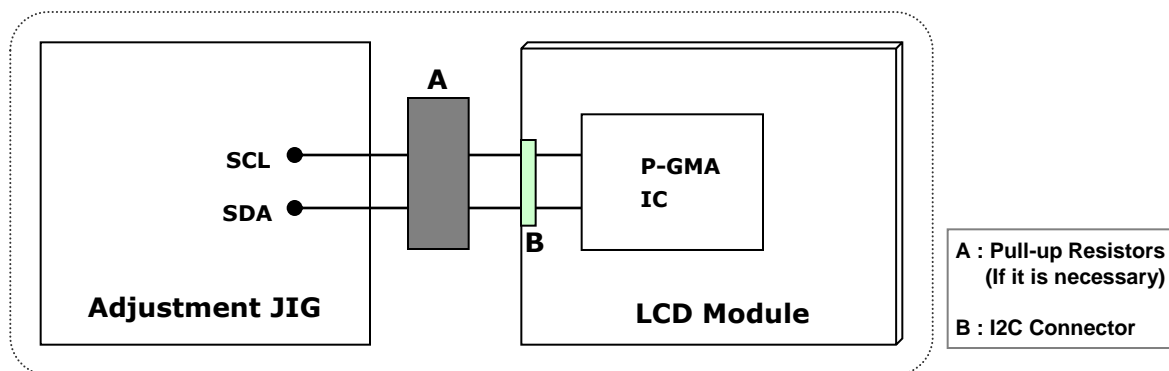 A
SCL
SDA
P-GMA
IC
B
Adjustment JIG
LCD Module
A : Pull-up Resistors
(If it is necessary)
B : I2C Connector